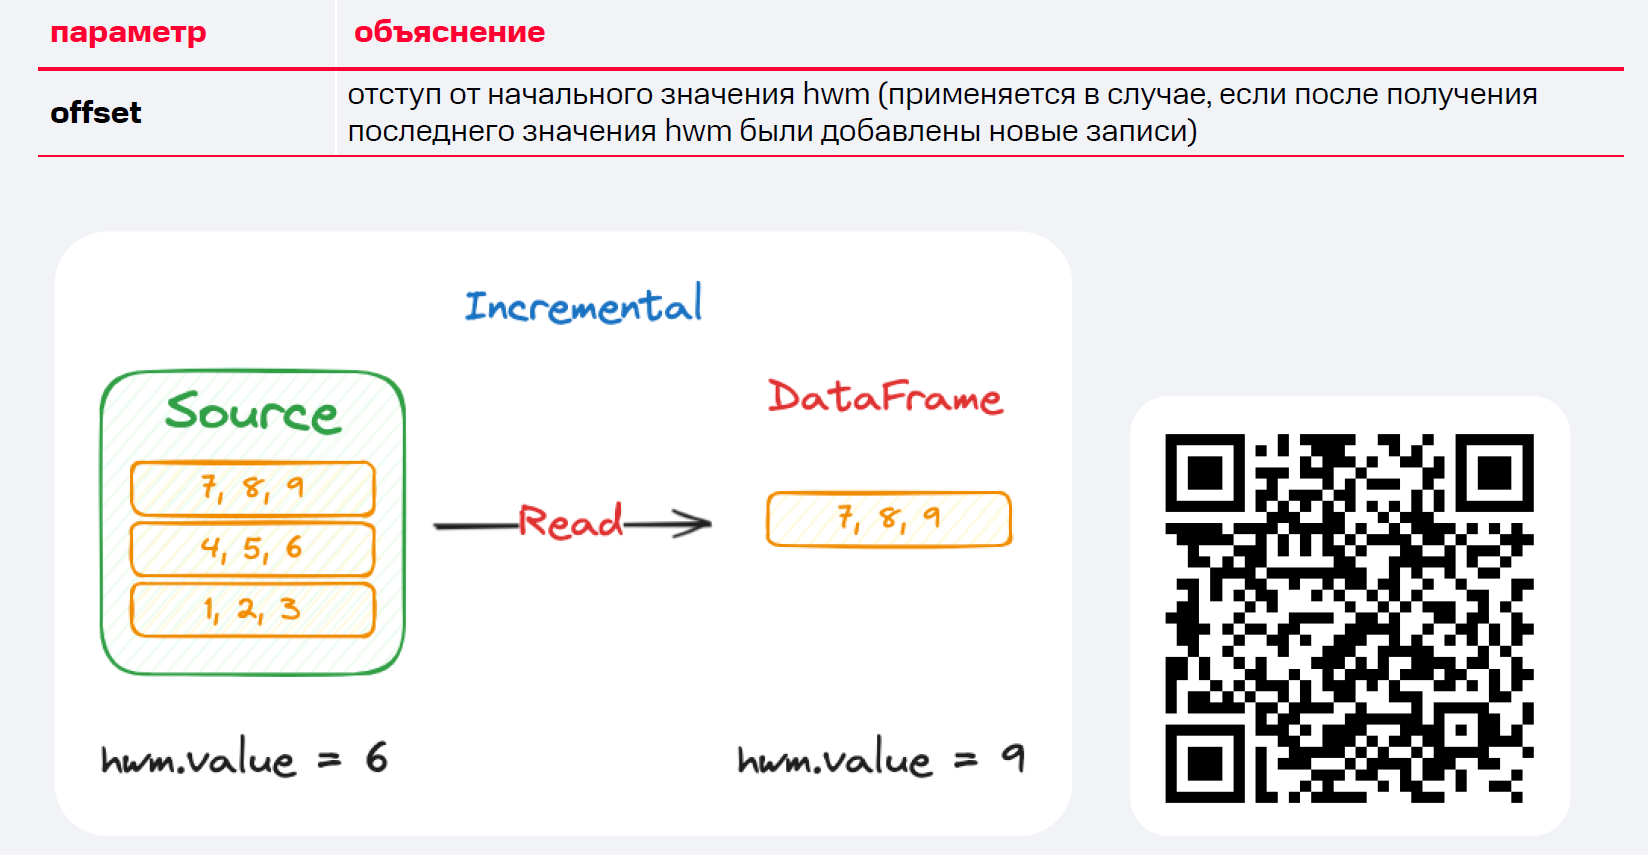 параметр
объяснение
offset
отступ от начального значения hwm (применяется в случае, если после получения
последнего значения hwm были добавлены новые записи)
Incremental
Source
7, 8, 9
4, 5, 6
1, 2, 3
Read
DataFrame
7, 8, 9
hwm.value = 6
hwm.value = 9